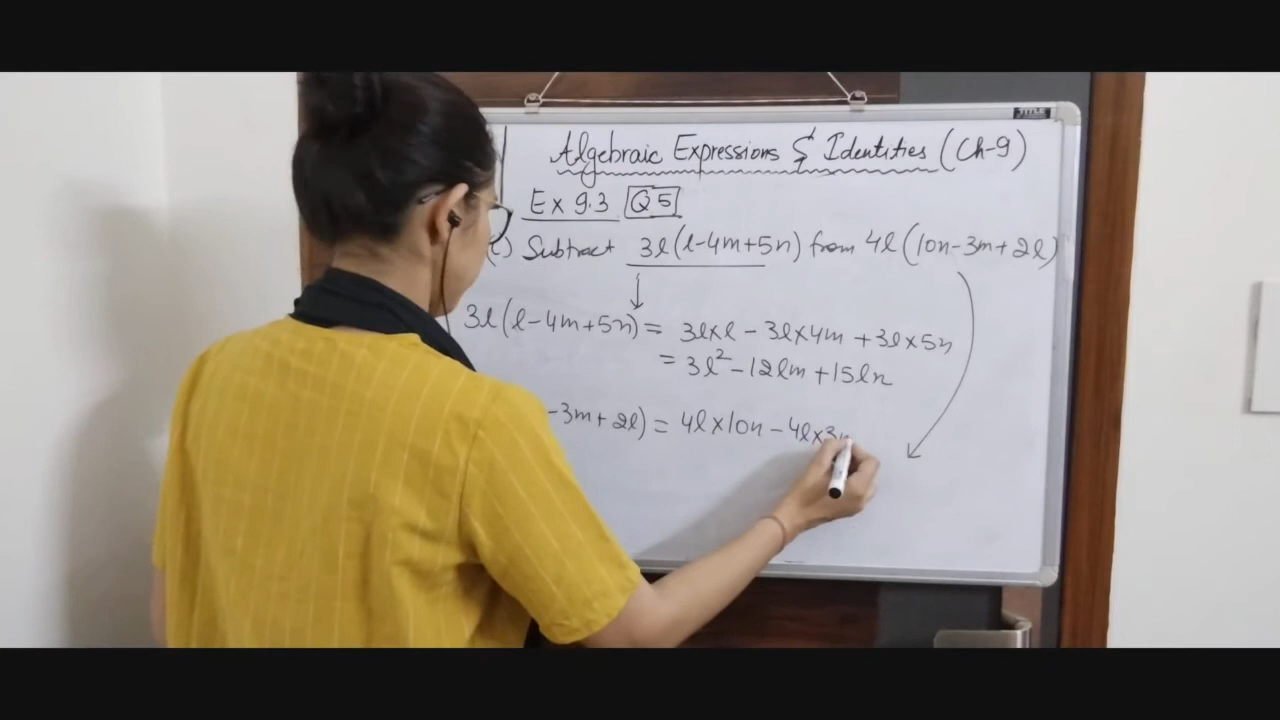 Algebraic Expressions & Identities (Ch-9)
Ex 9.3 Q5
Subtract 3l(l-4m+5n) from 4l(10n-3m+2l)
3l(l-4m+5n) = 3l×l - 3l×4m + 3l×5n
= 3l² - 12lm + 15ln
-3m+2l) = 4l×10n - 4l×3